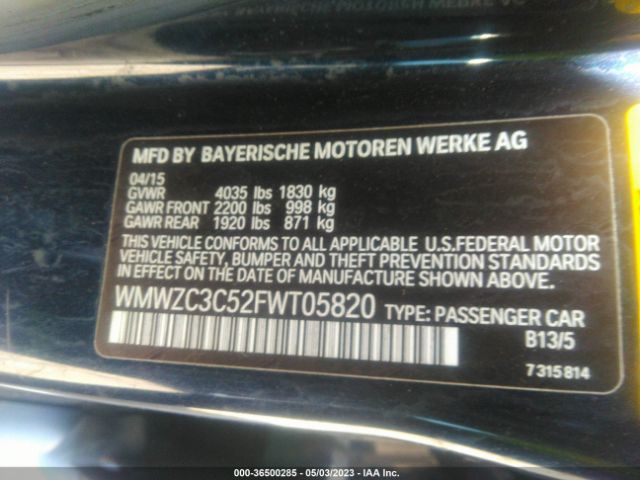 MFD BY BAYERISCHE MOTOREN WERKE AG
04/15
GVWR 4035 lbs 1830 kg
GAWR FRONT 2200 lbs 998 kg
GAWR REAR 1920 lbs 871 kg
THIS VEHICLE CONFORMS TO ALL APPLICABLE U.S.FEDERAL MOTOR
VEHICLE SAFETY, BUMPER AND THEFT PREVENTION STANDARDS
IN EFFECT ON THE DATE OF MANUFACTURE SHOWN ABOVE.
WMWZC3C52FWT05820 TYPE: PASSENGER CAR
B13/5
7315814
000-36500285 - 05/03/2023 - IAA Inc.